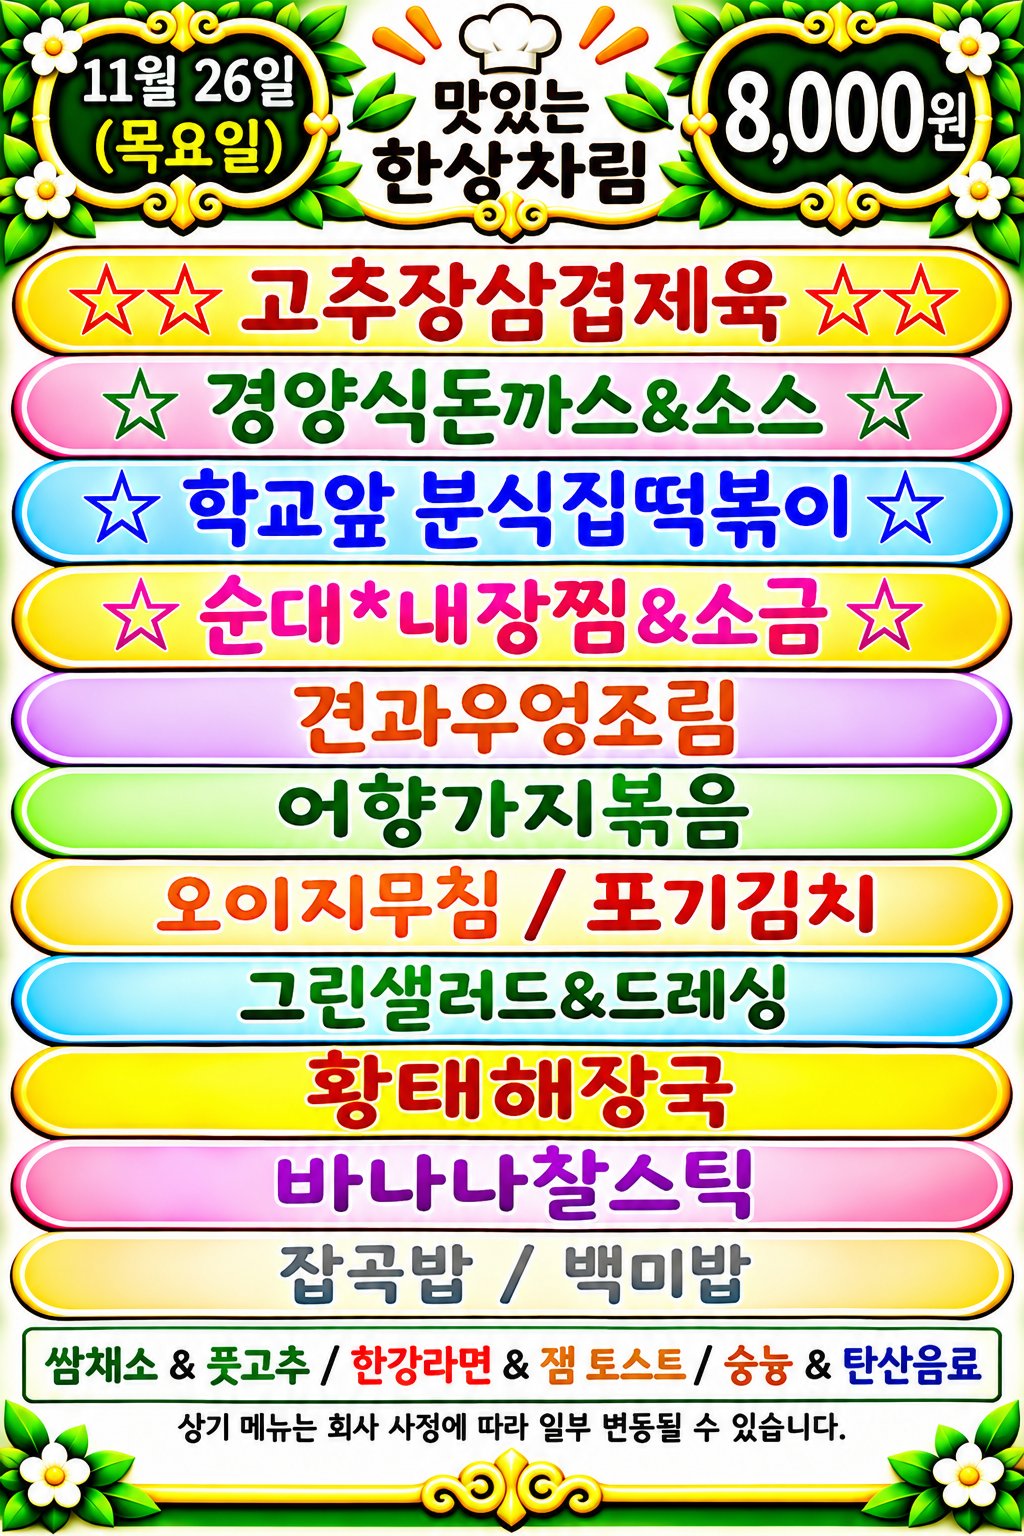 11월 26일
(목요일)
맛있는
한상차림
8,000원
☆☆ 고추장삼겹제육 ☆☆
☆ 경양식돈까스&소스 ☆
☆ 학교앞 분식집떡볶이 ☆
☆ 순대*내장찜&소금 ☆
견과우엉조림
어향가지볶음
오이지무침 / 포기김치
그린샐러드&드레싱
황태해장국
바나나찰스틱
잡곡밥 / 백미밥
쌈채소 & 풋고추 / 한강라면 & 잼 토스트 / 숭늉 & 탄산음료
상기 메뉴는 회사 사정에 따라 일부 변동될 수 있습니다.